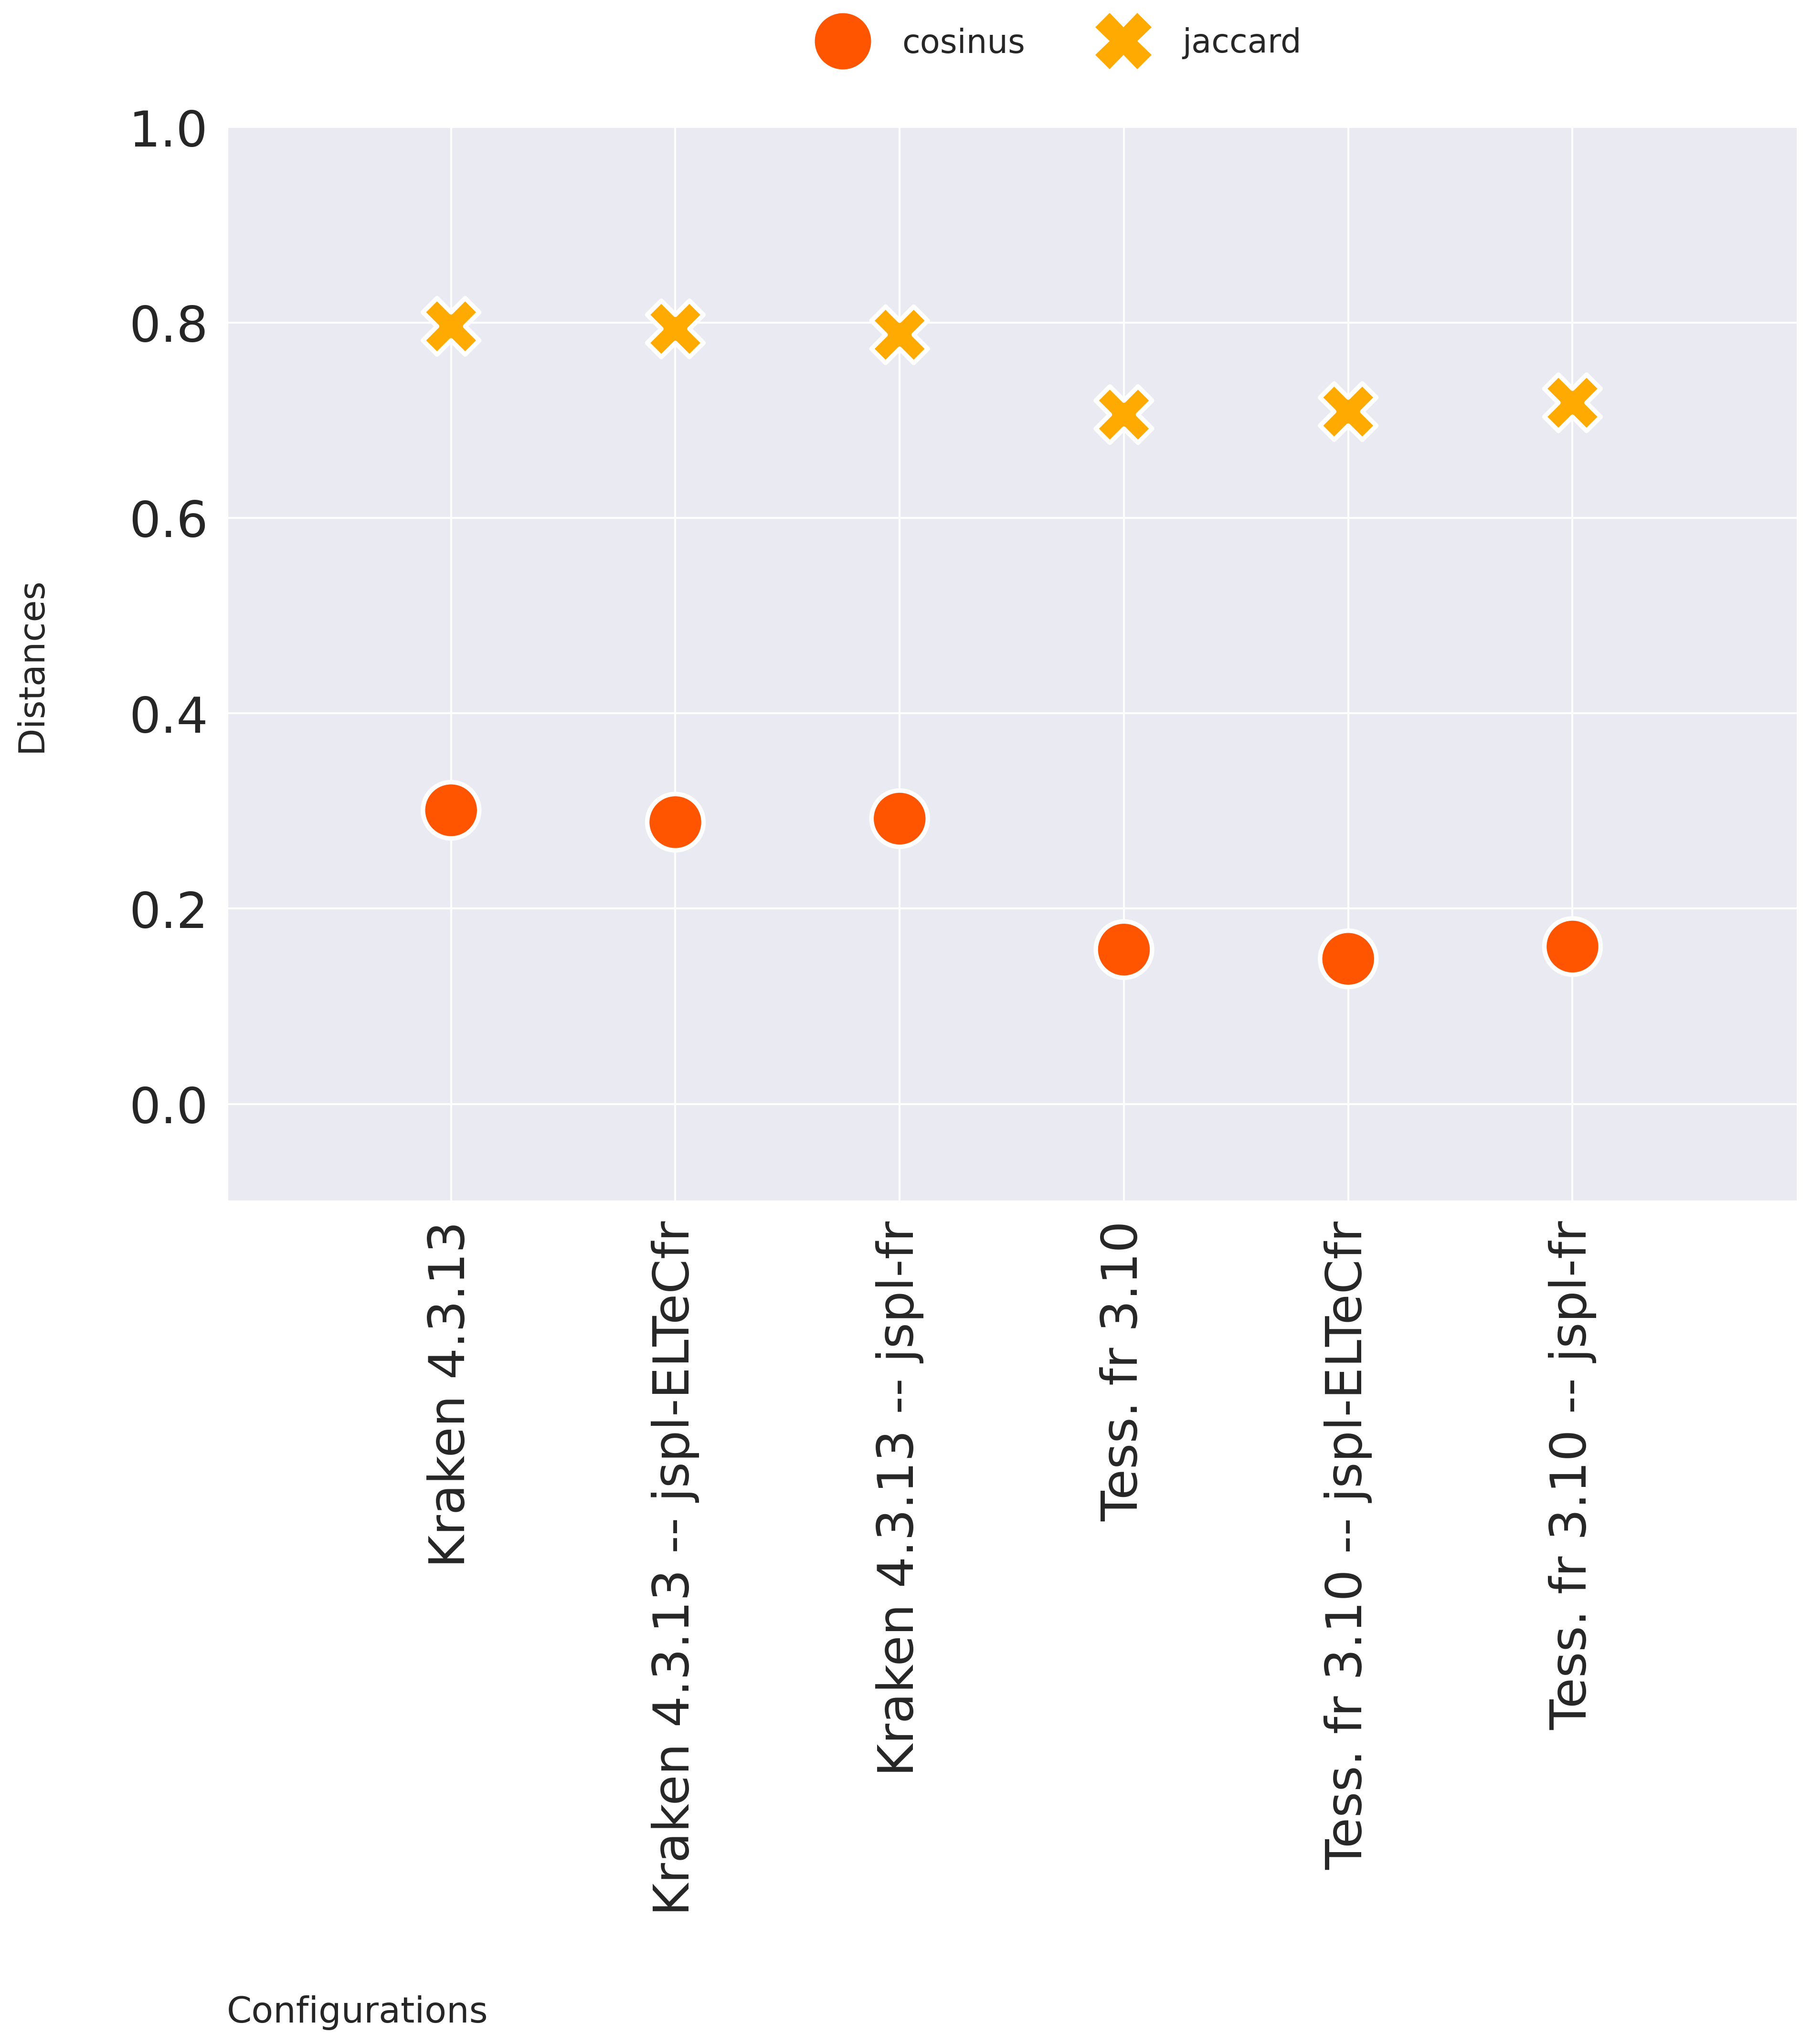 cosinus
jaccard
1.0
0.8
0.6
0.4
0.2
0.0
Distances
Kraken 4.3.13
Kraken 4.3.13 -- jspl-ELTeCfr
Kraken 4.3.13 -- jspl-fr
Tess. fr 3.10
Tess. fr 3.10 -- jspl-ELTeCfr
Tess. fr 3.10 -- jspl-fr
Configurations